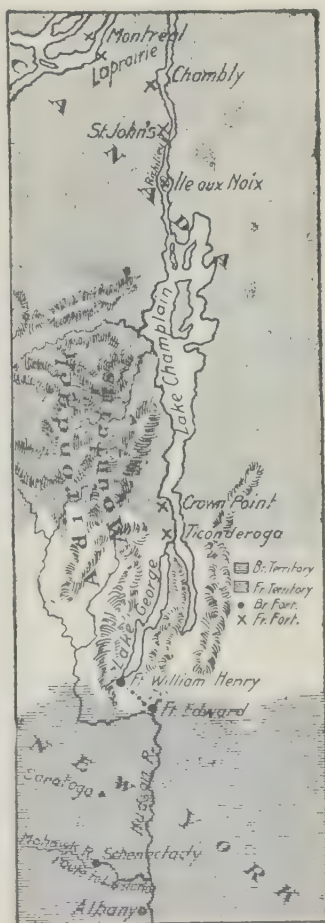 Montreal
Laprairie
Chambly
St. John's
Richelieu R.
Ile aux Noix
CANADA
Lake Champlain
Adirondack
Mountains
Crown Point
Ticonderoga
Lake George
Br. Territory
Fr. Territory
Br. Fort.
Fr. Fort.
Ft. William Henry
Ft. Edward
NEW YORK
Hudson R.
Saratoga
Mohawk R.
Schenectady
Albany